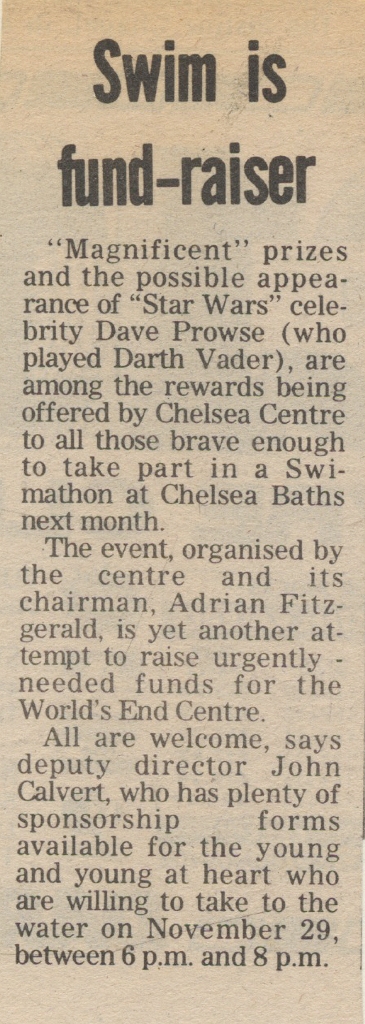 Swim is
fund-raiser
"Magnificent" prizes
and the possible appea-
rance of "Star Wars" cele-
brity Dave Prowse (who
played Darth Vader), are
among the rewards being
offered by Chelsea Centre
to all those brave enough
to take part in a Swi-
mathon at Chelsea Baths
next month.
The event, organised by
the centre and its
chairman, Adrian Fitz-
gerald, is yet another at-
tempt to raise urgently -
needed funds for the
World's End Centre.
All are welcome, says
deputy director John
Calvert, who has plenty of
sponsorship forms
available for the young
and young at heart who
are willing to take to the
water on November 29,
between 6 p.m. and 8 p.m.